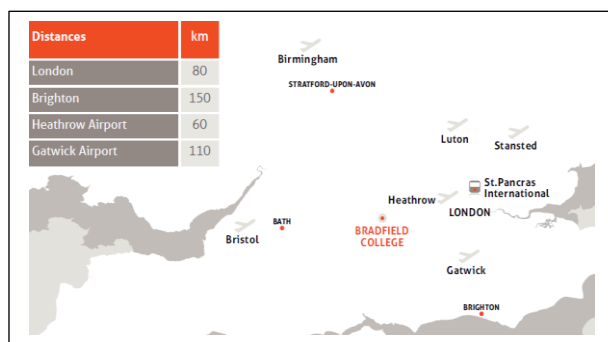 Distances km
London 80
Brighton 150
Heathrow Airport 60
Gatwick Airport 110
Birmingham
STRATFORD-UPON-AVON
Luton
Stansted
St.Pancras
International
Heathrow
LONDON
BATH
Bristol
BRADFIELD
COLLEGE
Gatwick
BRIGHTON